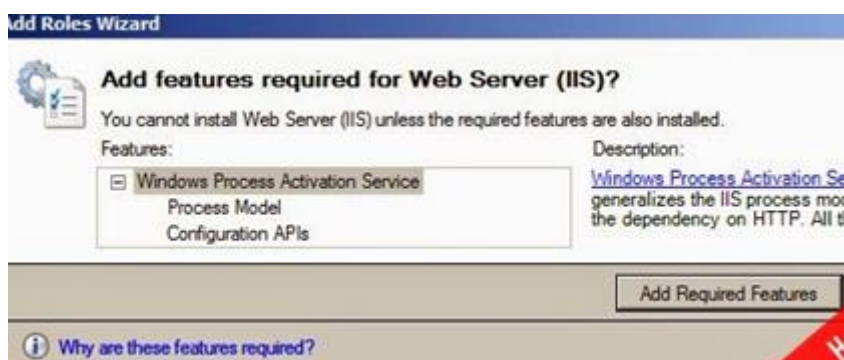 Add Roles Wizard
Add features required for Web Server (IIS)?
You cannot install Web Server (IIS) unless the required features are also installed.
Features:
Description:
Windows Process Activation Service
Process Model
Configuration APIs
Windows Process Activation Se
generalizes the IIS process mod
the dependency on HTTP. All t
Add Required Features
Why are these features required?